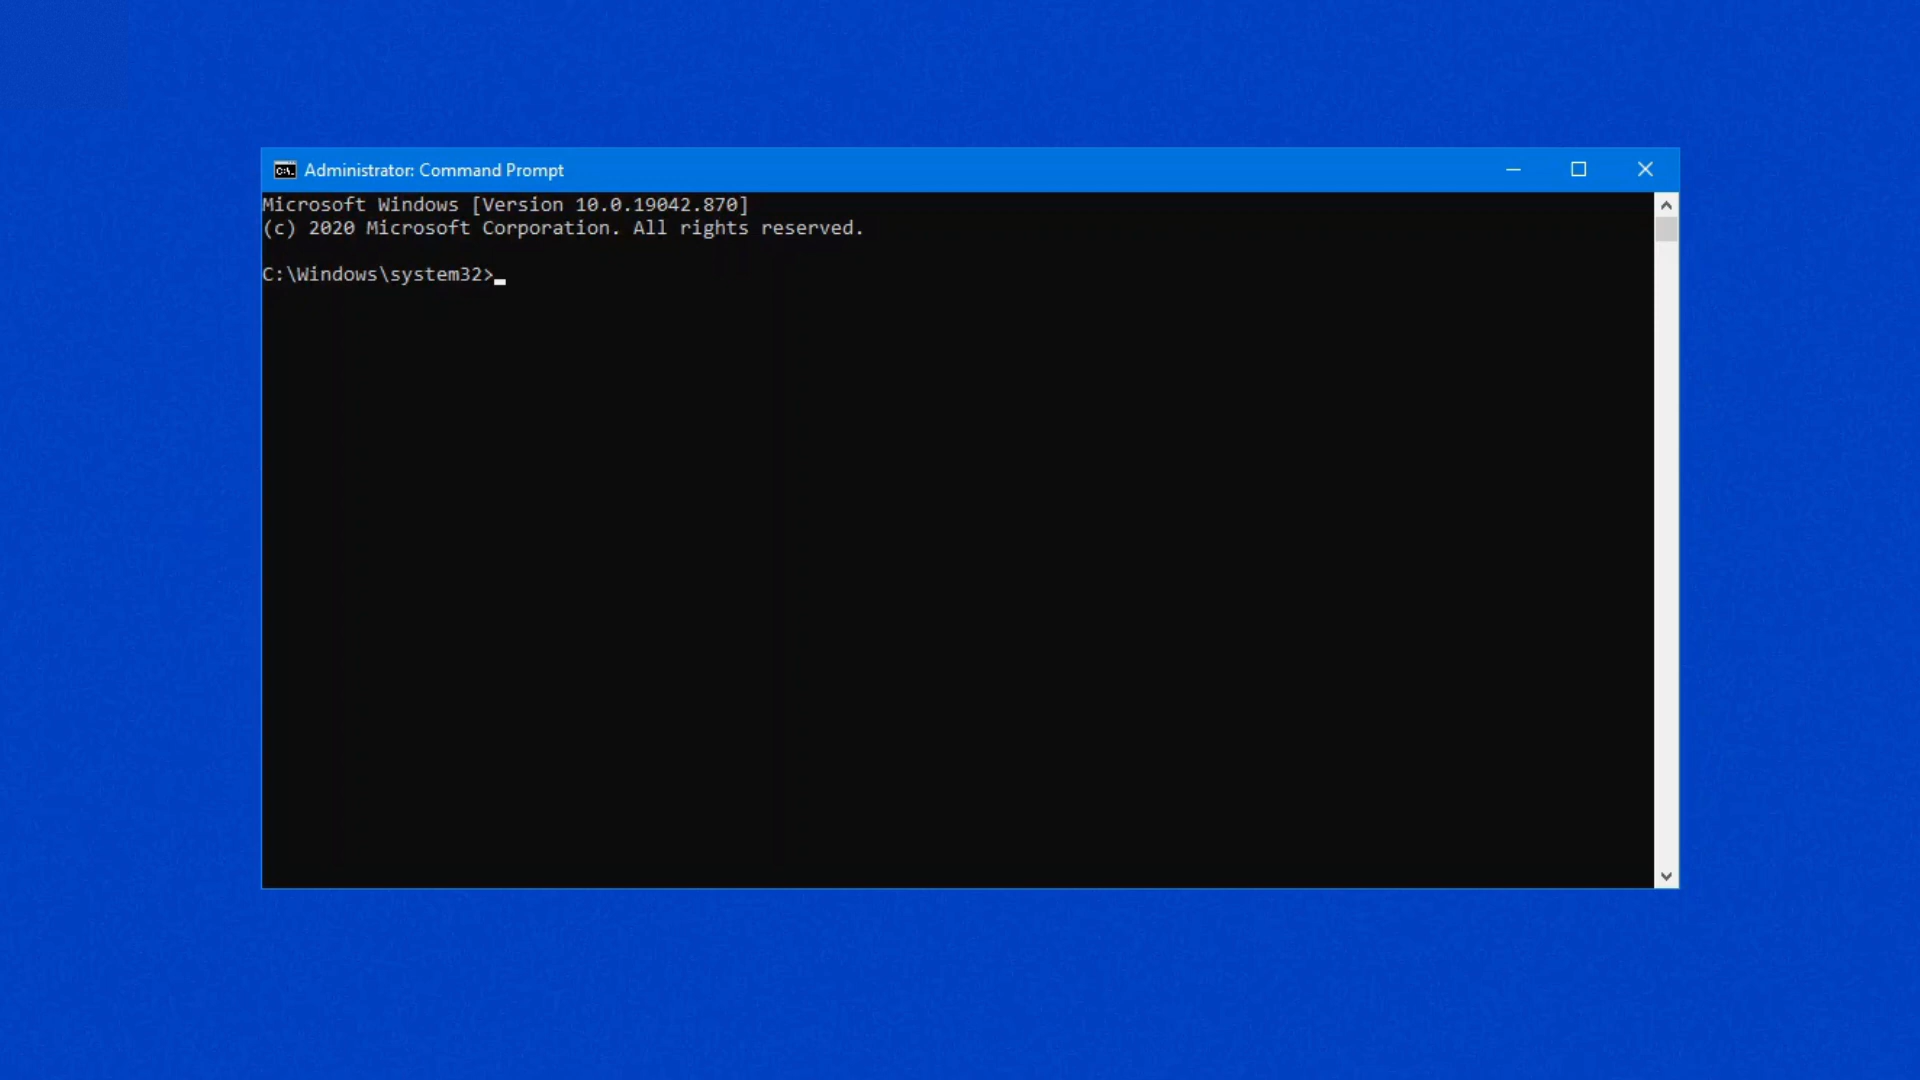 Administrator: Command Prompt
Microsoft Windows [Version 10.0.19042.870]
(c) 2020 Microsoft Corporation. All rights reserved.
C:\Windows\system32>